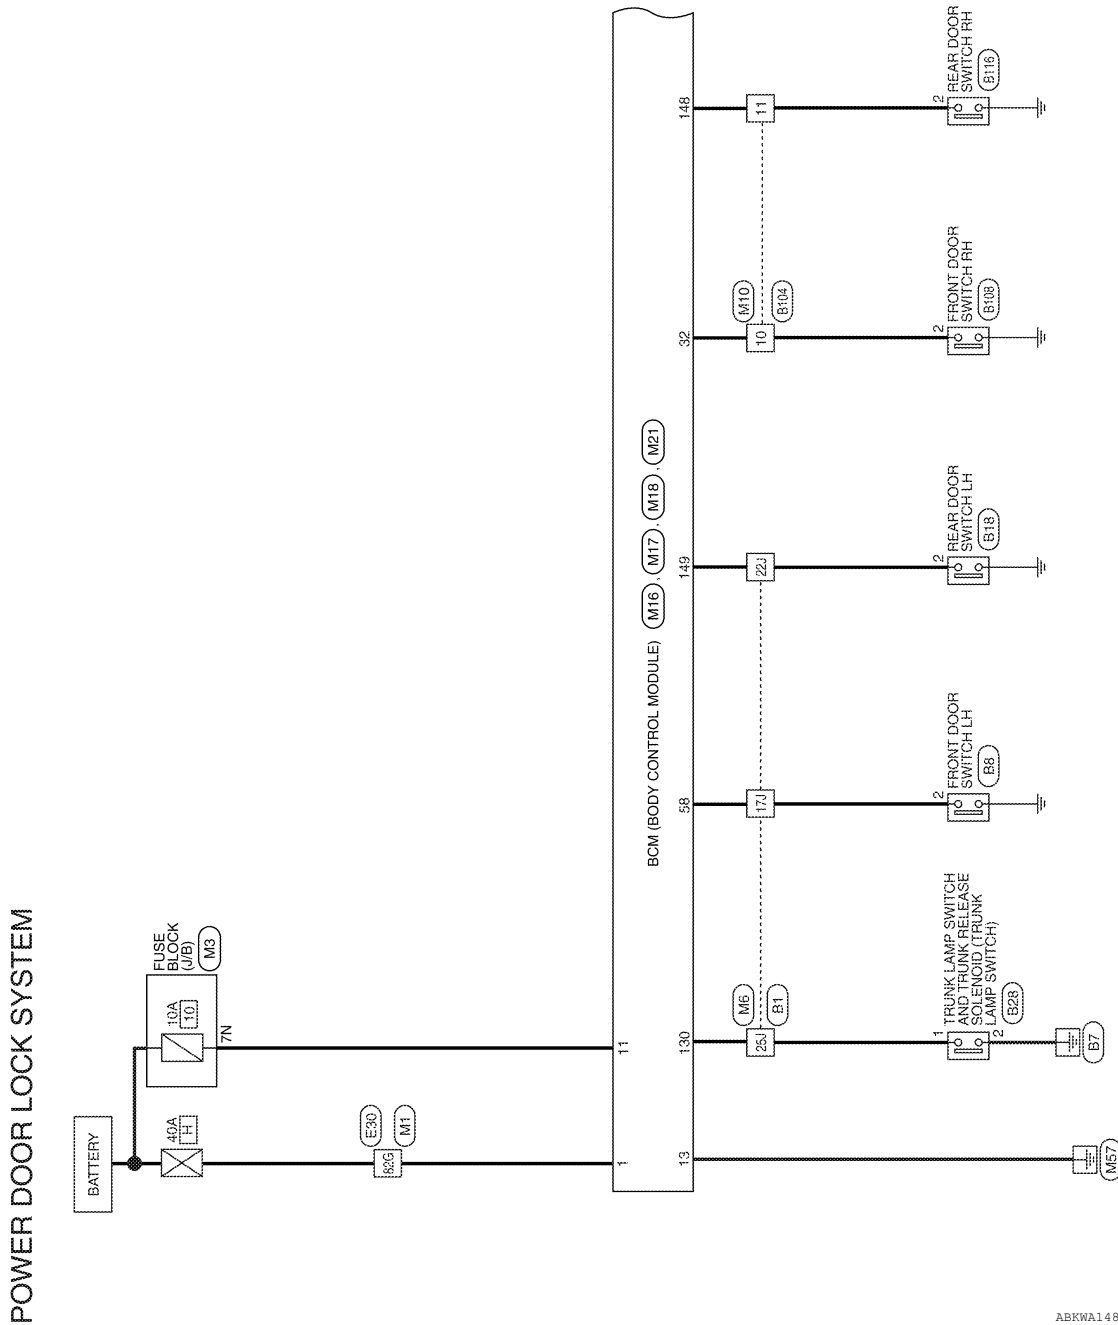 POWER DOOR LOCK SYSTEM
BATTERY
40A
H
E30
82G
M1
FUSE
BLOCK
(J/B)
M3
10A
10
7N
1
11
BCM (BODY CONTROL MODULE)
M16 , M17 , M18 , M21
13
130
58
149
32
148
M57
M6
25J
B1
TRUNK LAMP SWITCH
AND TRUNK RELEASE
SOLENOID (TRUNK
LAMP SWITCH)
B28
1
2
B7
17J
FRONT DOOR
SWITCH LH
B8
2
22J
REAR DOOR
SWITCH LH
B18
2
M10
10
B104
FRONT DOOR
SWITCH RH
B108
2
11
REAR DOOR
SWITCH RH
B116
2
ABKWA148